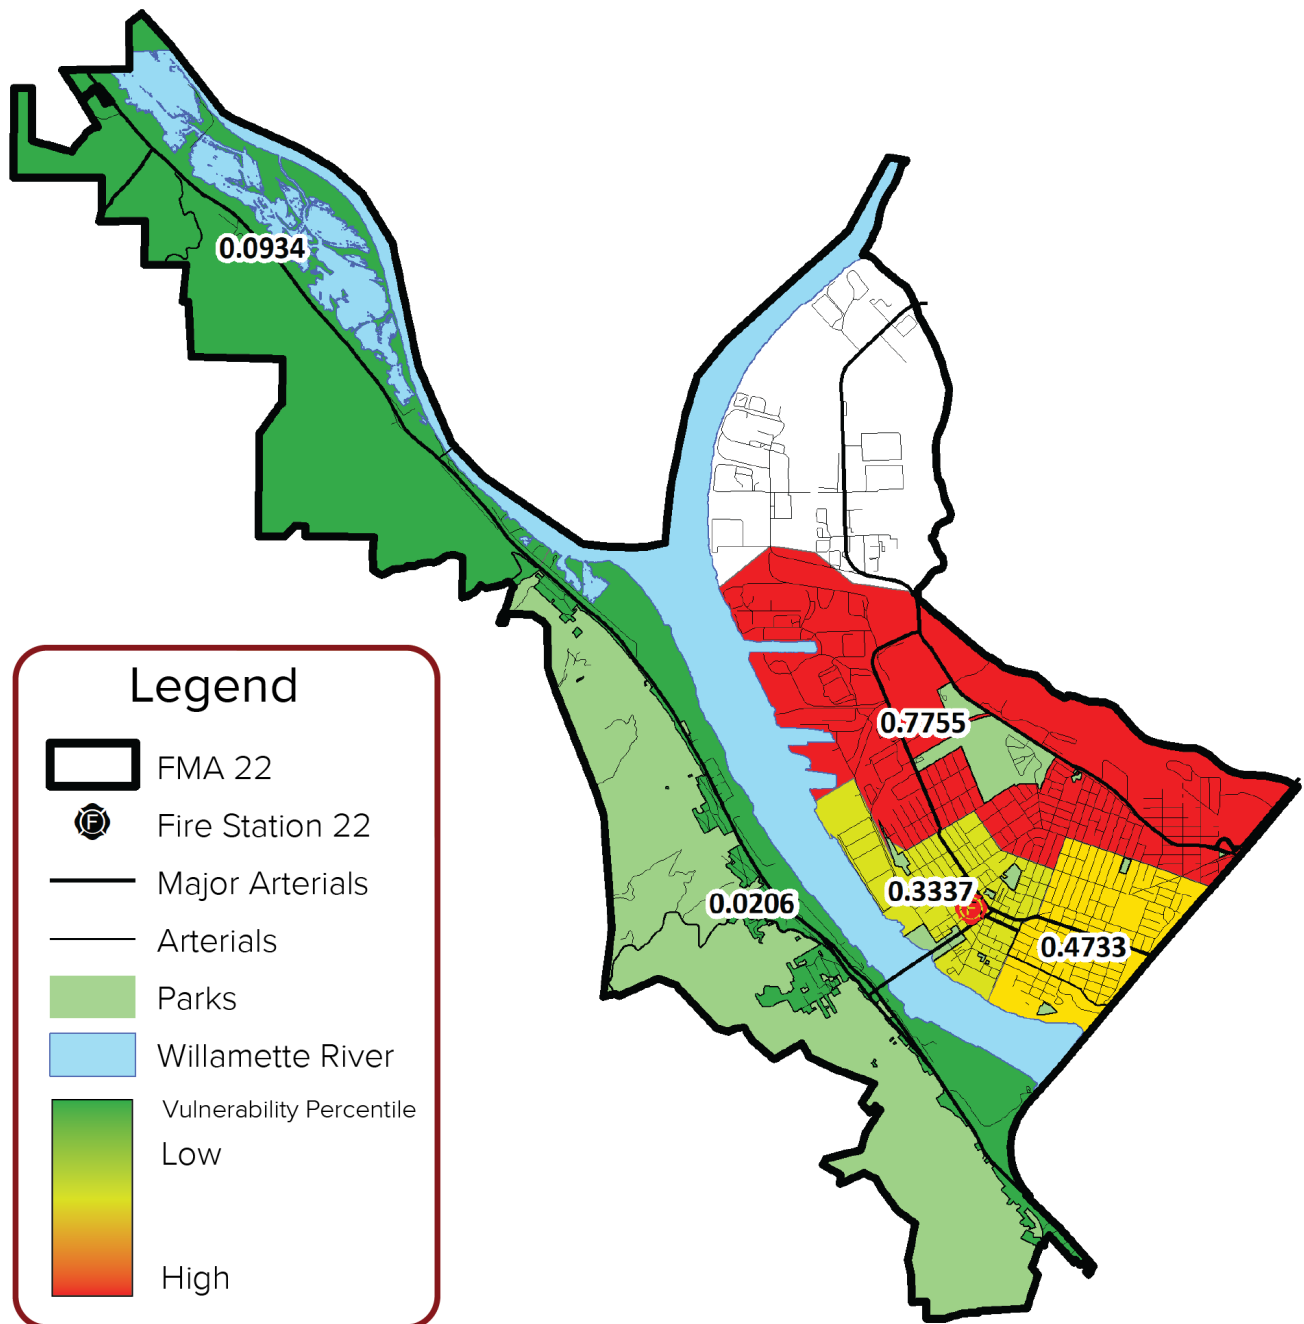 0.0934
0.7755
0.3337
0.4733
0.0206
Legend
FMA 22
F
Fire Station 22
Major Arterials
Arterials
Parks
Willamette River
Vulnerability Percentile
Low
High